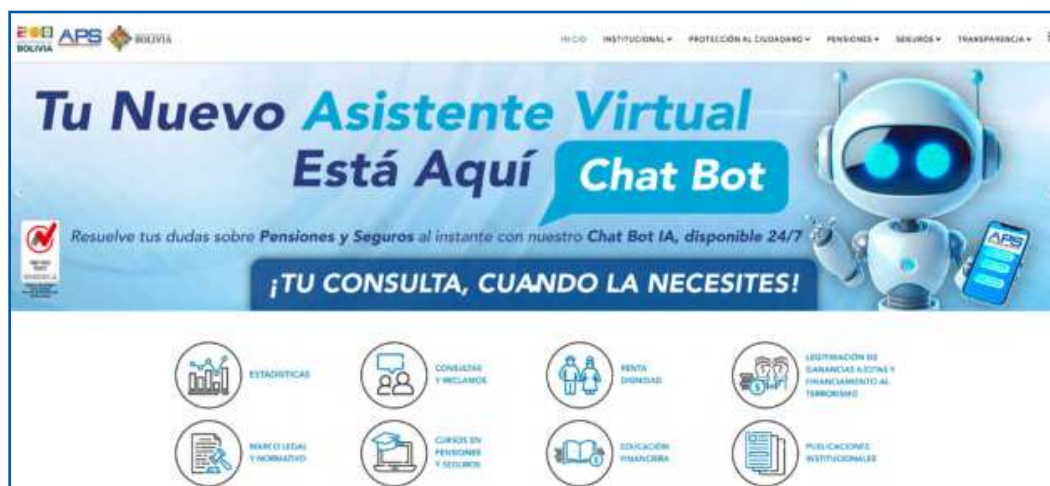 BOLIVIA APS BOLIVIA
INICIO INSTITUCIONAL PROTECCIÓN AL CIUDADANO PENSIONES SEGUROS TRANSPARENCIA
Tu Nuevo Asistente Virtual
Está Aquí Chat Bot
Resuelve tus dudas sobre Pensiones y Seguros al instante con nuestro Chat Bot IA, disponible 24/7
APS
¡TU CONSULTA, CUANDO LA NECESITES!
ESTADÍSTICAS
CONSULTAS
Y RECLAMOS
RENTA
DIGNIDAD
LEGITIMACIÓN DE
GANANCIAS ILÍCITAS Y
FINANCIAMIENTO AL
TERRORISMO
MARCO LEGAL
Y NORMATIVO
CURSOS EN
PENSIONES
Y SEGUROS
EDUCACIÓN
FINANCIERA
PUBLICACIONES
INSTITUCIONALES